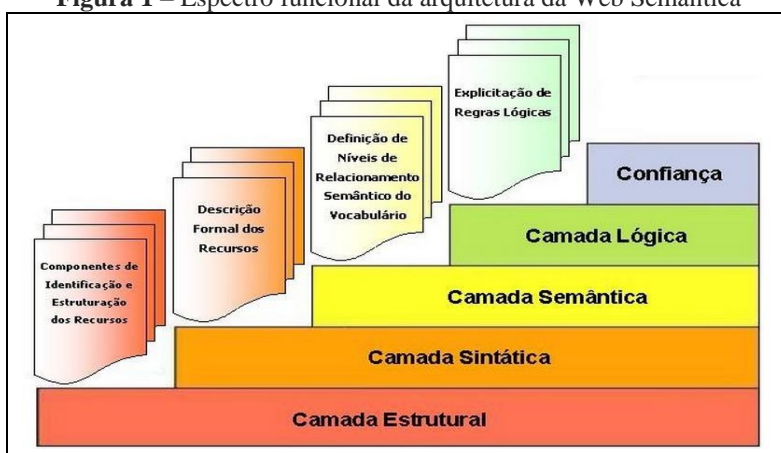 Figura 1 – Espectro funcional da arquitetura da Web Semântica
Explicitação de
Regras Lógicas
Definição de
Níveis de
Relacionamento
Semântico do
Vocabulário
Confiança
Descrição
Formal dos
Recursos
Camada Lógica
Componentes de
Identificação e
Estruturação
dos Recursos
Camada Semântica
Camada Sintática
Camada Estrutural